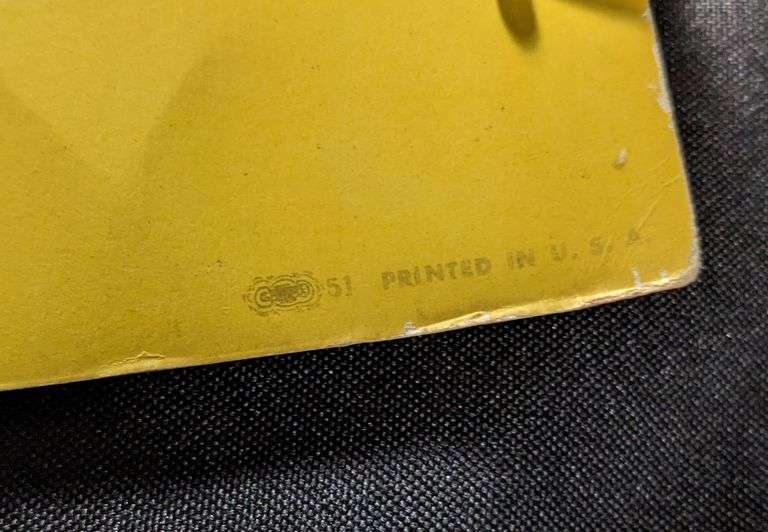 51 PRINTED IN U. S. A.